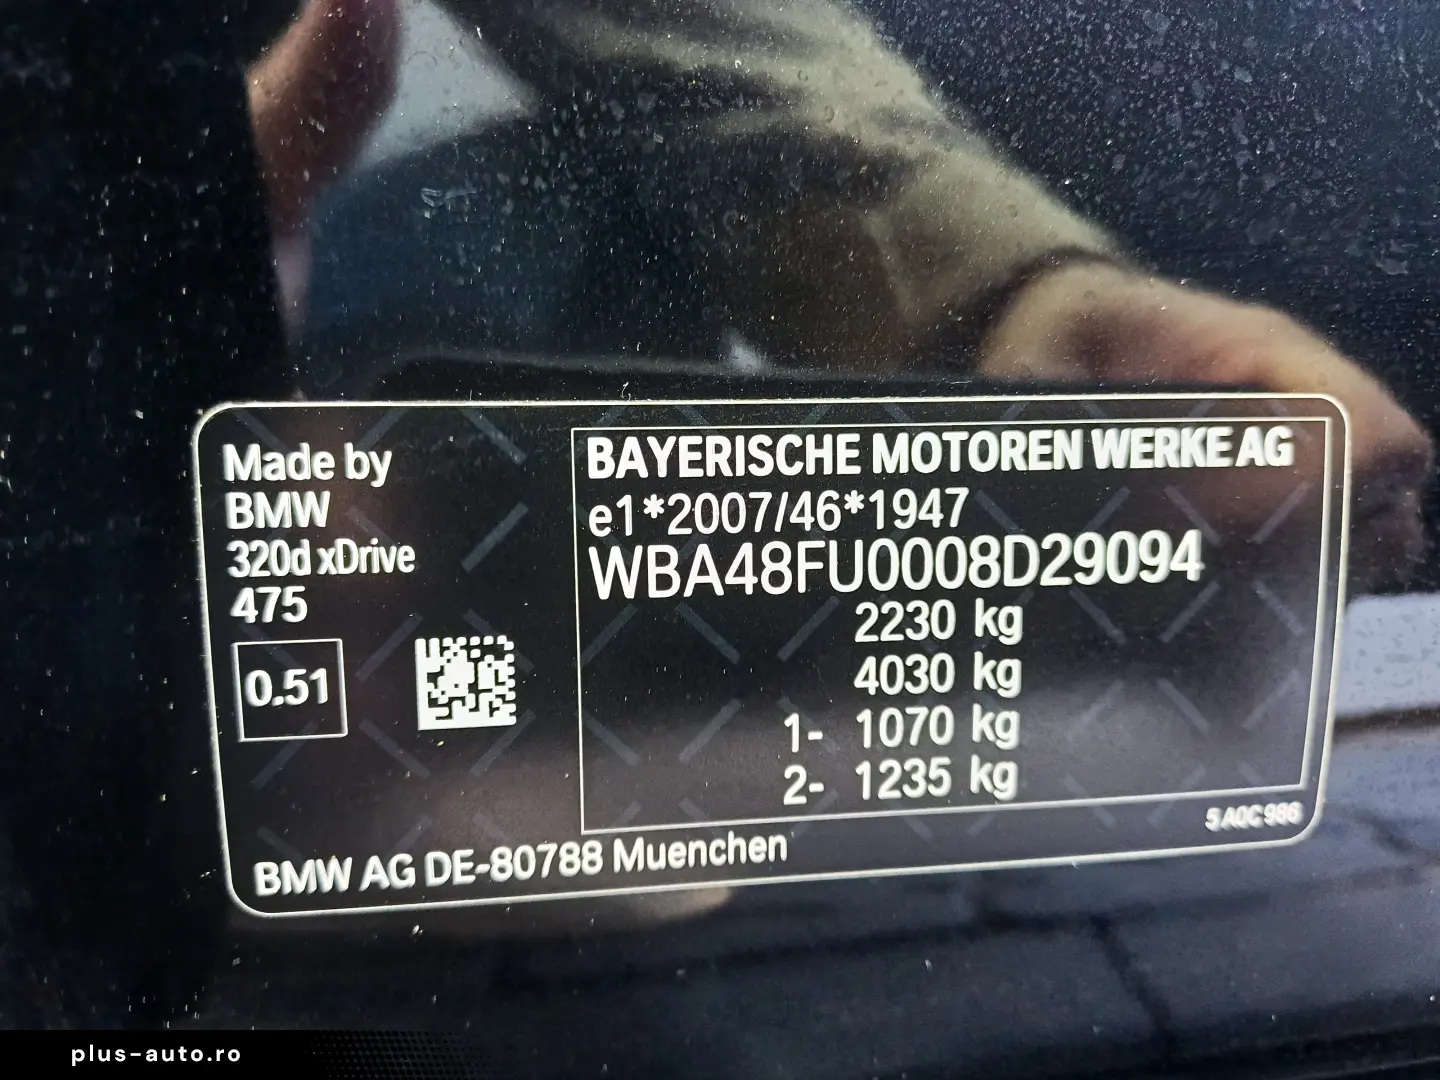 Made by
BMW
320d xDrive
475
0.51
BAYERISCHE MOTOREN WERKE AG
e1*2007/46*1947
WBA48FU0008D29094
2230 kg
4030 kg
1- 1070 kg
2- 1235 kg
5A0C986
BMW AG DE-80788 Muenchen
plus-auto.ro